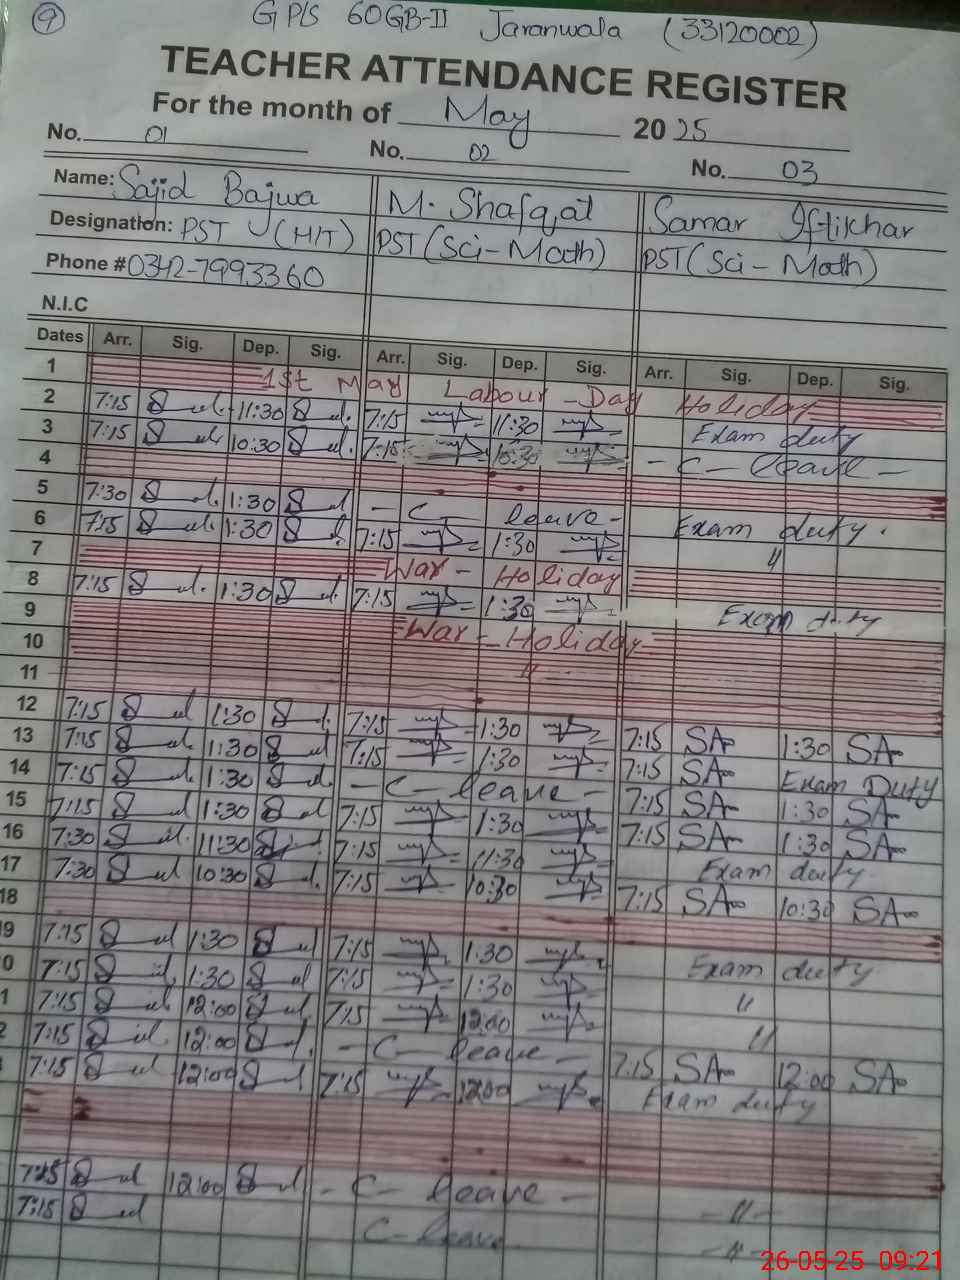 9
GPS 60GB-II Jaranwala (33120002)
TEACHER ATTENDANCE REGISTER
For the month of May 2025
No. 01 No. 02 No. 03
Name: Sajid Bajwa M. Shafqat Samar Iftikhar
Designation: PST (H/T) PST (Sci-Math) PST (Sci-Math)
Phone # 0342-7993360
N.I.C
Dates Arr. Sig. Dep. Sig. Arr. Sig. Dep. Sig. Arr. Sig. Dep. Sig.
1 1st May Labour-Day Holiday
2 7:15 11:30 7:15 11:30 Exam duty
3 7:15 10:30 7:15 10:30 - C- leave -
4
5 7:30 1:30 - C- leave - Exam duty.
6 7:15 1:30 7:15 1:30 "
7 War - Holiday
8 7:15 1:30 7:15 1:30 Exam duty
9 War - Holiday
10 "
11
12 7:15 1:30 7:15 1:30 7:15 SA 1:30 SA
13 7:15 1:30 7:15 1:30 7:15 SA Exam Duty
14 7:15 1:30 - C- leave - 7:15 SA 1:30 SA
15 7:15 1:30 7:15 1:30 7:15 SA 1:30 SA
16 7:30 11:30 7:15 11:30 Exam duty
17 7:30 10:30 7:15 10:30 7:15 SA 10:30 SA
18
9 7:15 1:30 7:15 1:30 Exam duty
0 7:15 1:30 7:15 1:30 "
1 7:15 12:00 7:15 12:00 "
2 7:15 12:00 - C- leave - 7:15 SA 12:00 SA
7:15 12:00 7:15 12:00 Exam duty
7:15 12:00 - C- leave - - " -
7:15 C-leave - " -
26-05-25 09:21